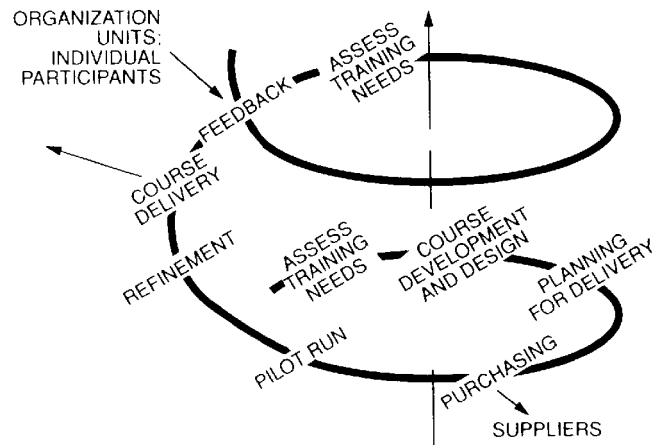 ORGANIZATION
UNITS;
INDIVIDUAL
PARTICIPANTS
ASSESS
TRAINING
NEEDS
FEEDBACK
COURSE
DELIVERY
REFINEMENT
ASSESS
TRAINING
NEEDS
COURSE
DEVELOPMENT
AND DESIGN
PLANNING
FOR DELIVERY
PILOT RUN
PURCHASING
SUPPLIERS